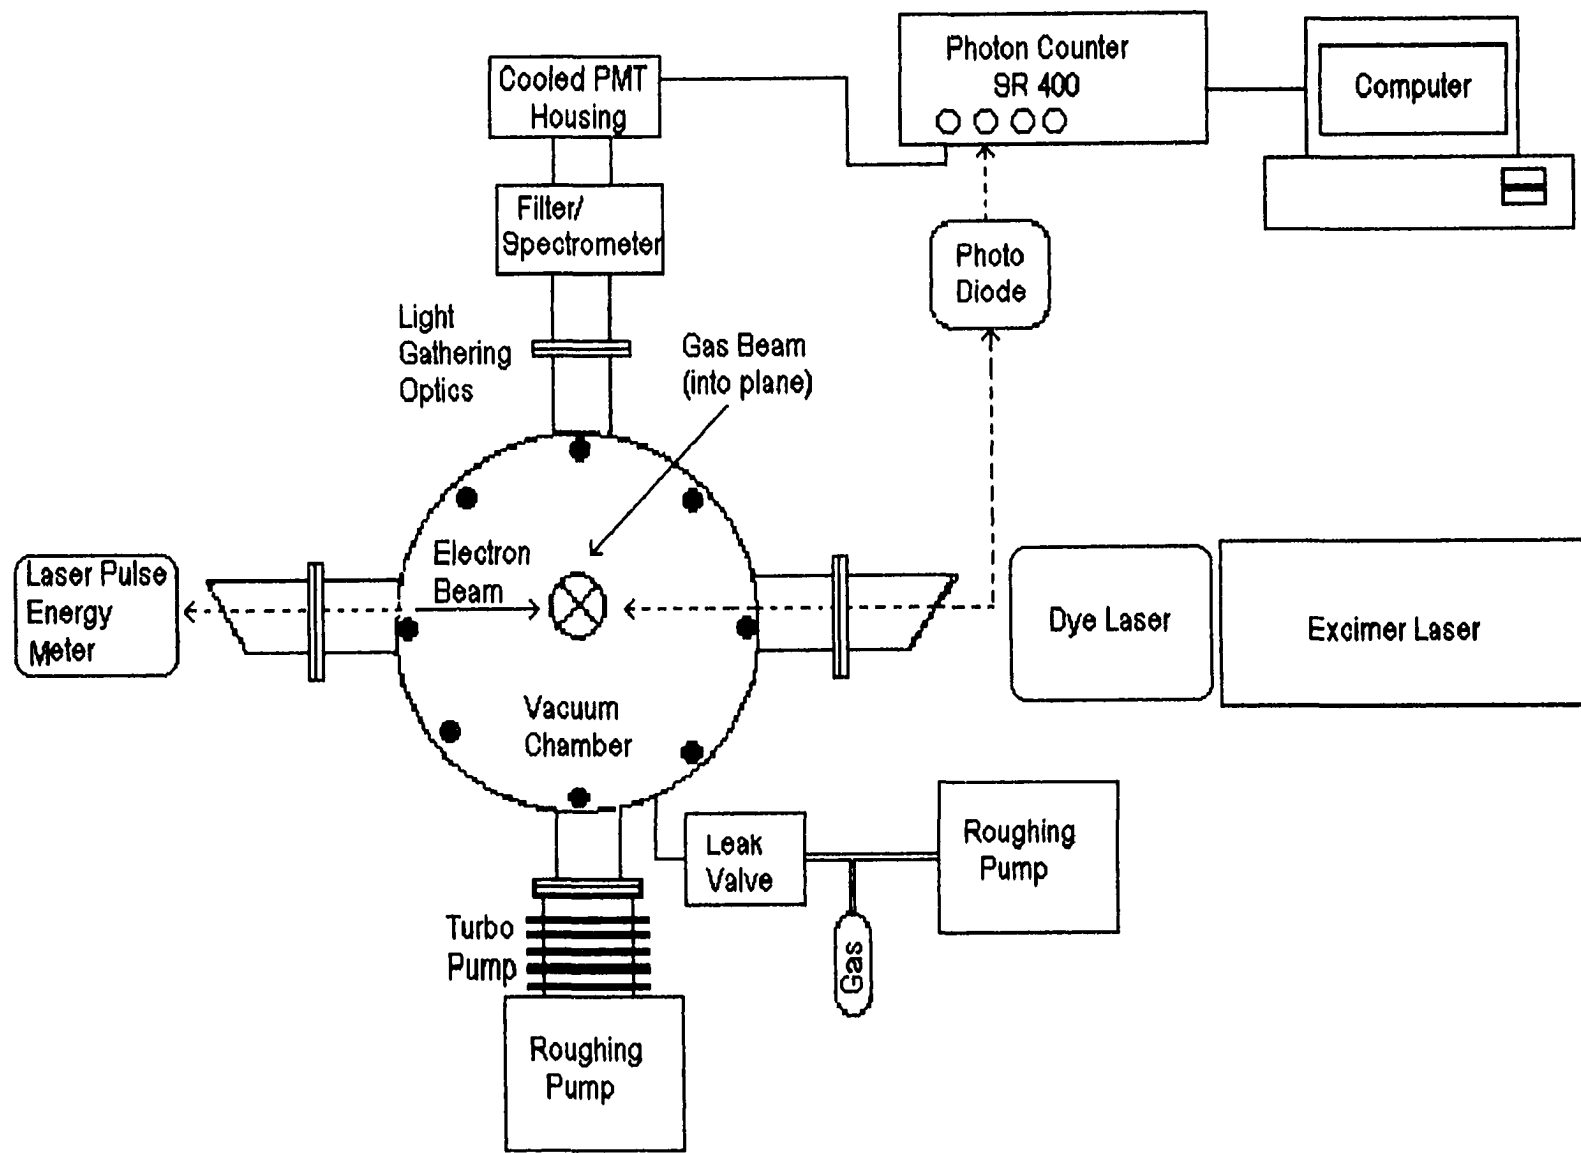 Cooled PMT
Housing
Photon Counter
SR 400
Computer
Filter/
Spectrometer
Photo
Diode
Light
Gathering
Optics
Gas Beam
(into plane)
Laser Pulse
Energy
Meter
Electron
Beam
Dye Laser
Excimer Laser
Vacuum
Chamber
Leak
Valve
Roughing
Pump
Turbo
Pump
Gas
Roughing
Pump